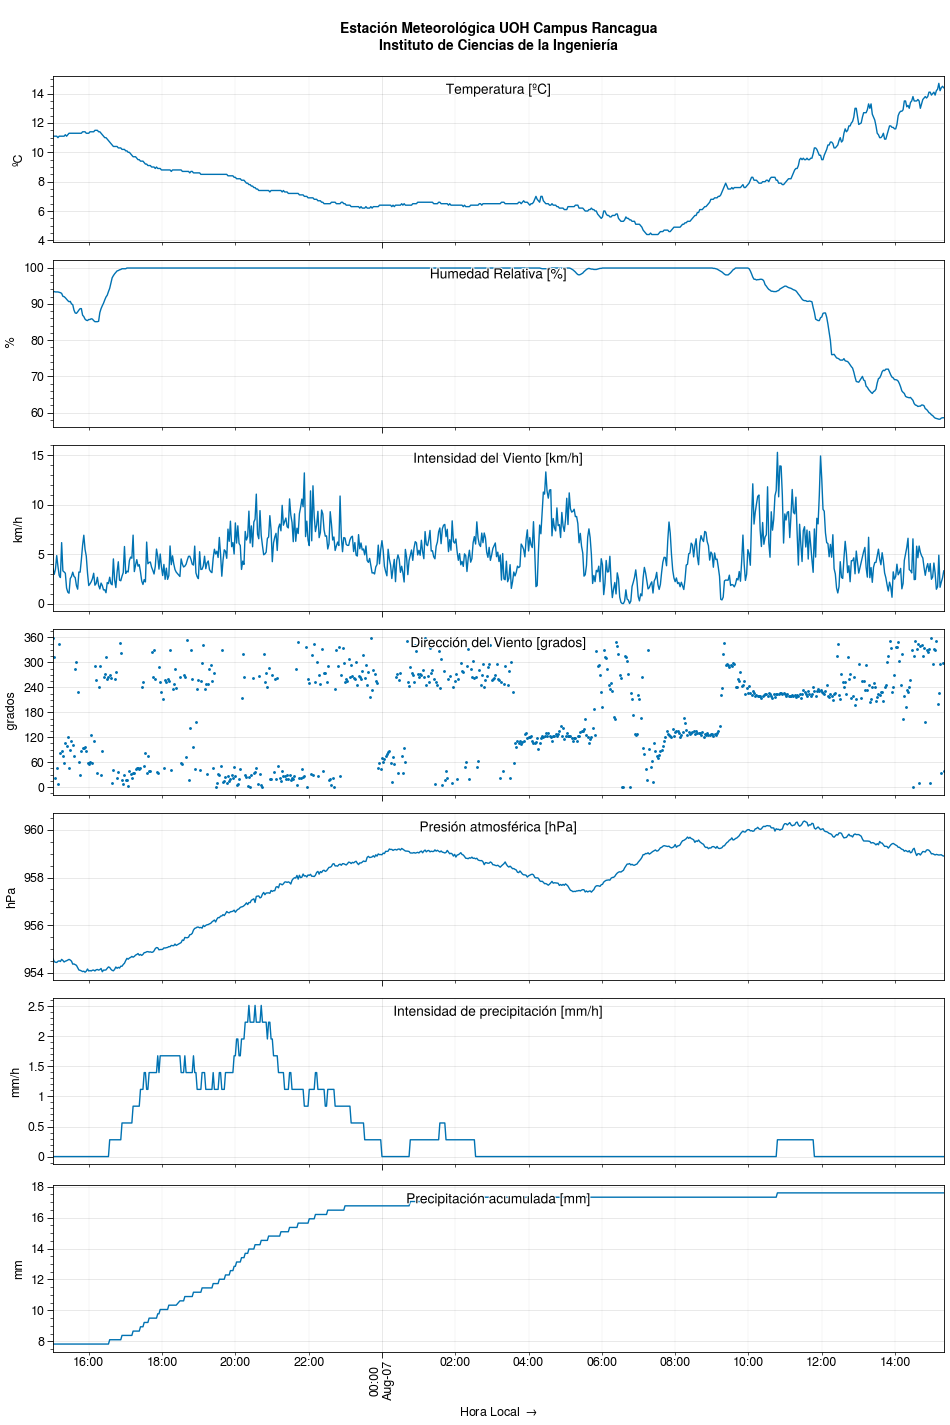 Estación Meteorológica UOH Campus Rancagua
Instituto de Ciencias de la Ingeniería
Temperatura [ºC]
ºC
14
12
10
8
6
4
Humedad Relativa [%]
%
100
90
80
70
60
Intensidad del Viento [km/h]
km/h
15
10
5
0
Dirección del Viento [grados]
grados
360
300
240
180
120
60
0
Presión atmosférica [hPa]
hPa
960
958
956
954
Intensidad de precipitación [mm/h]
mm/h
2.5
2
1.5
1
0.5
0
Precipitación acumulada [mm]
mm
18
16
14
12
10
8
16:00 18:00 20:00 22:00 00:00 02:00 04:00 06:00 08:00 10:00 12:00 14:00
Aug-07
Hora Local →